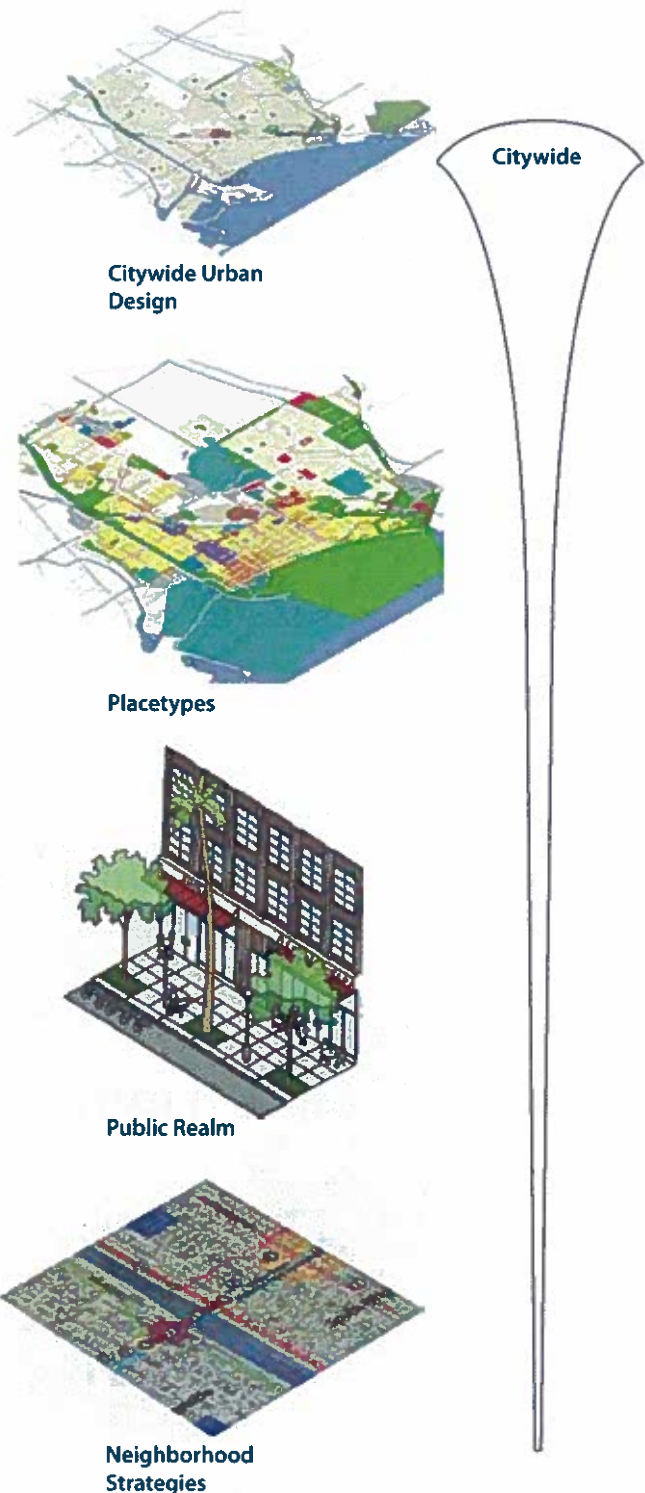 Citywide
Citywide Urban
Design
Placetypes
Public Realm
Neighborhood
Strategies